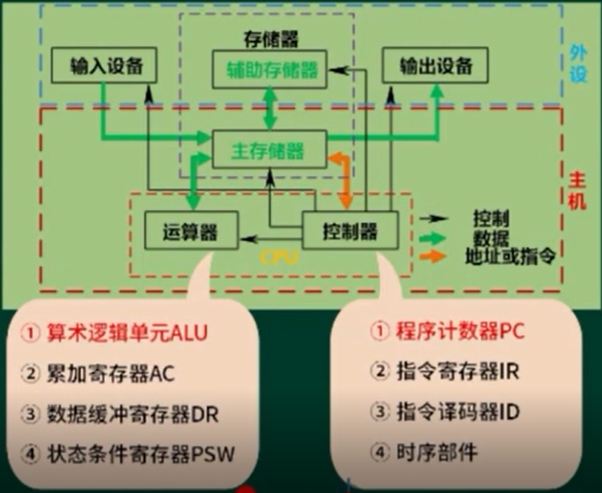 存储器
输入设备
辅助存储器
输出设备
外设
主存储器
主机
运算器
控制器
CPU
控制
数据
地址或指令
① 算术逻辑单元ALU
② 累加寄存器AC
③ 数据缓冲寄存器DR
④ 状态条件寄存器PSW
① 程序计数器PC
② 指令寄存器IR
③ 指令译码器ID
④ 时序部件